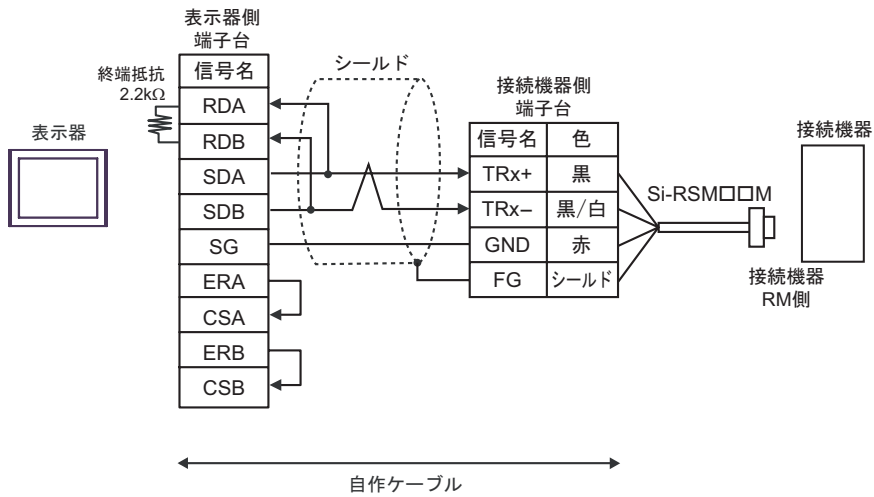 表示器側
端子台
終端抵抗
2.2kΩ
表示器
信号名
RDA
RDB
SDA
SDB
SG
ERA
CSA
ERB
CSB
シールド
接続機器側
端子台
信号名 色
TRx+ 黒
TRx– 黒/白
GND 赤
FG シールド
Si-RSM□□M
接続機器
接続機器
RM側
自作ケーブル